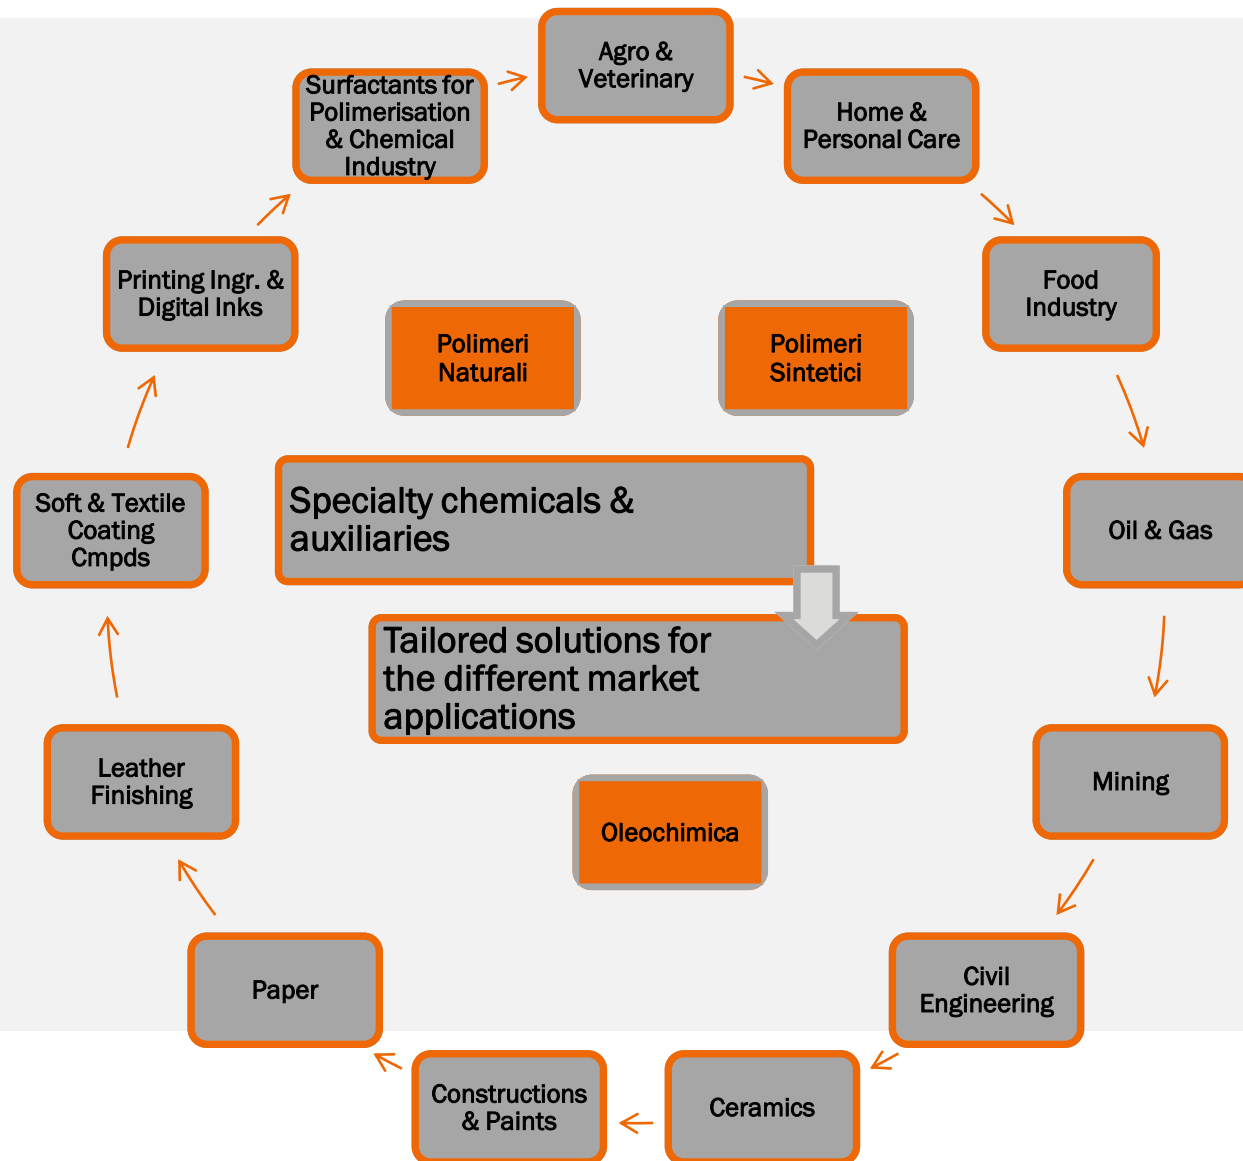 Agro &
Veterinary
Surfactants for
Polimerisation
& Chemical
Industry
Home &
Personal Care
Printing Ingr. &
Digital Inks
Food
Industry
Polimeri
Naturali
Polimeri
Sintetici
Soft & Textile
Coating
Cmpds
Specialty chemicals &
auxiliaries
Oil & Gas
Tailored solutions for
the different market
applications
Leather
Finishing
Mining
Oleochimica
Paper
Civil
Engineering
Constructions
& Paints
Ceramics